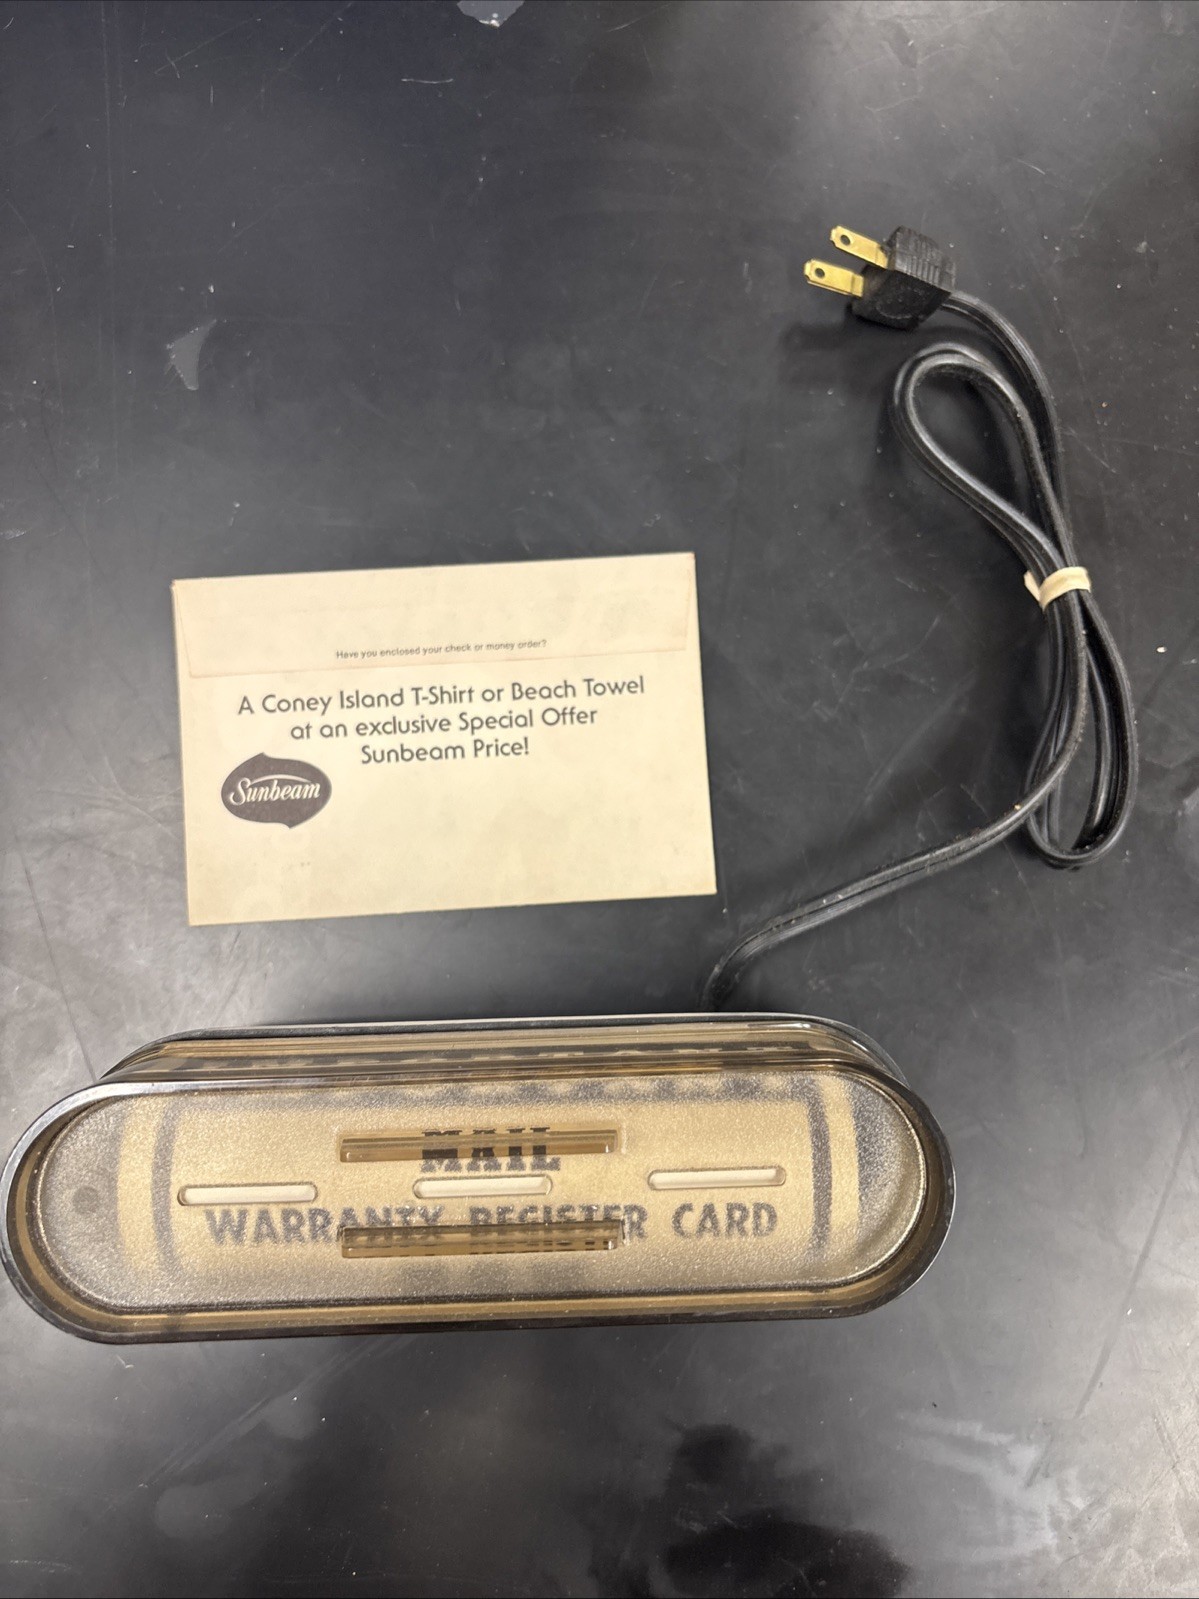 Have you enclosed your check or money order?
A Coney Island T-Shirt or Beach Towel
at an exclusive Special Offer
Sunbeam Price!
Sunbeam
MAIL
WARRANTY REGISTER CARD